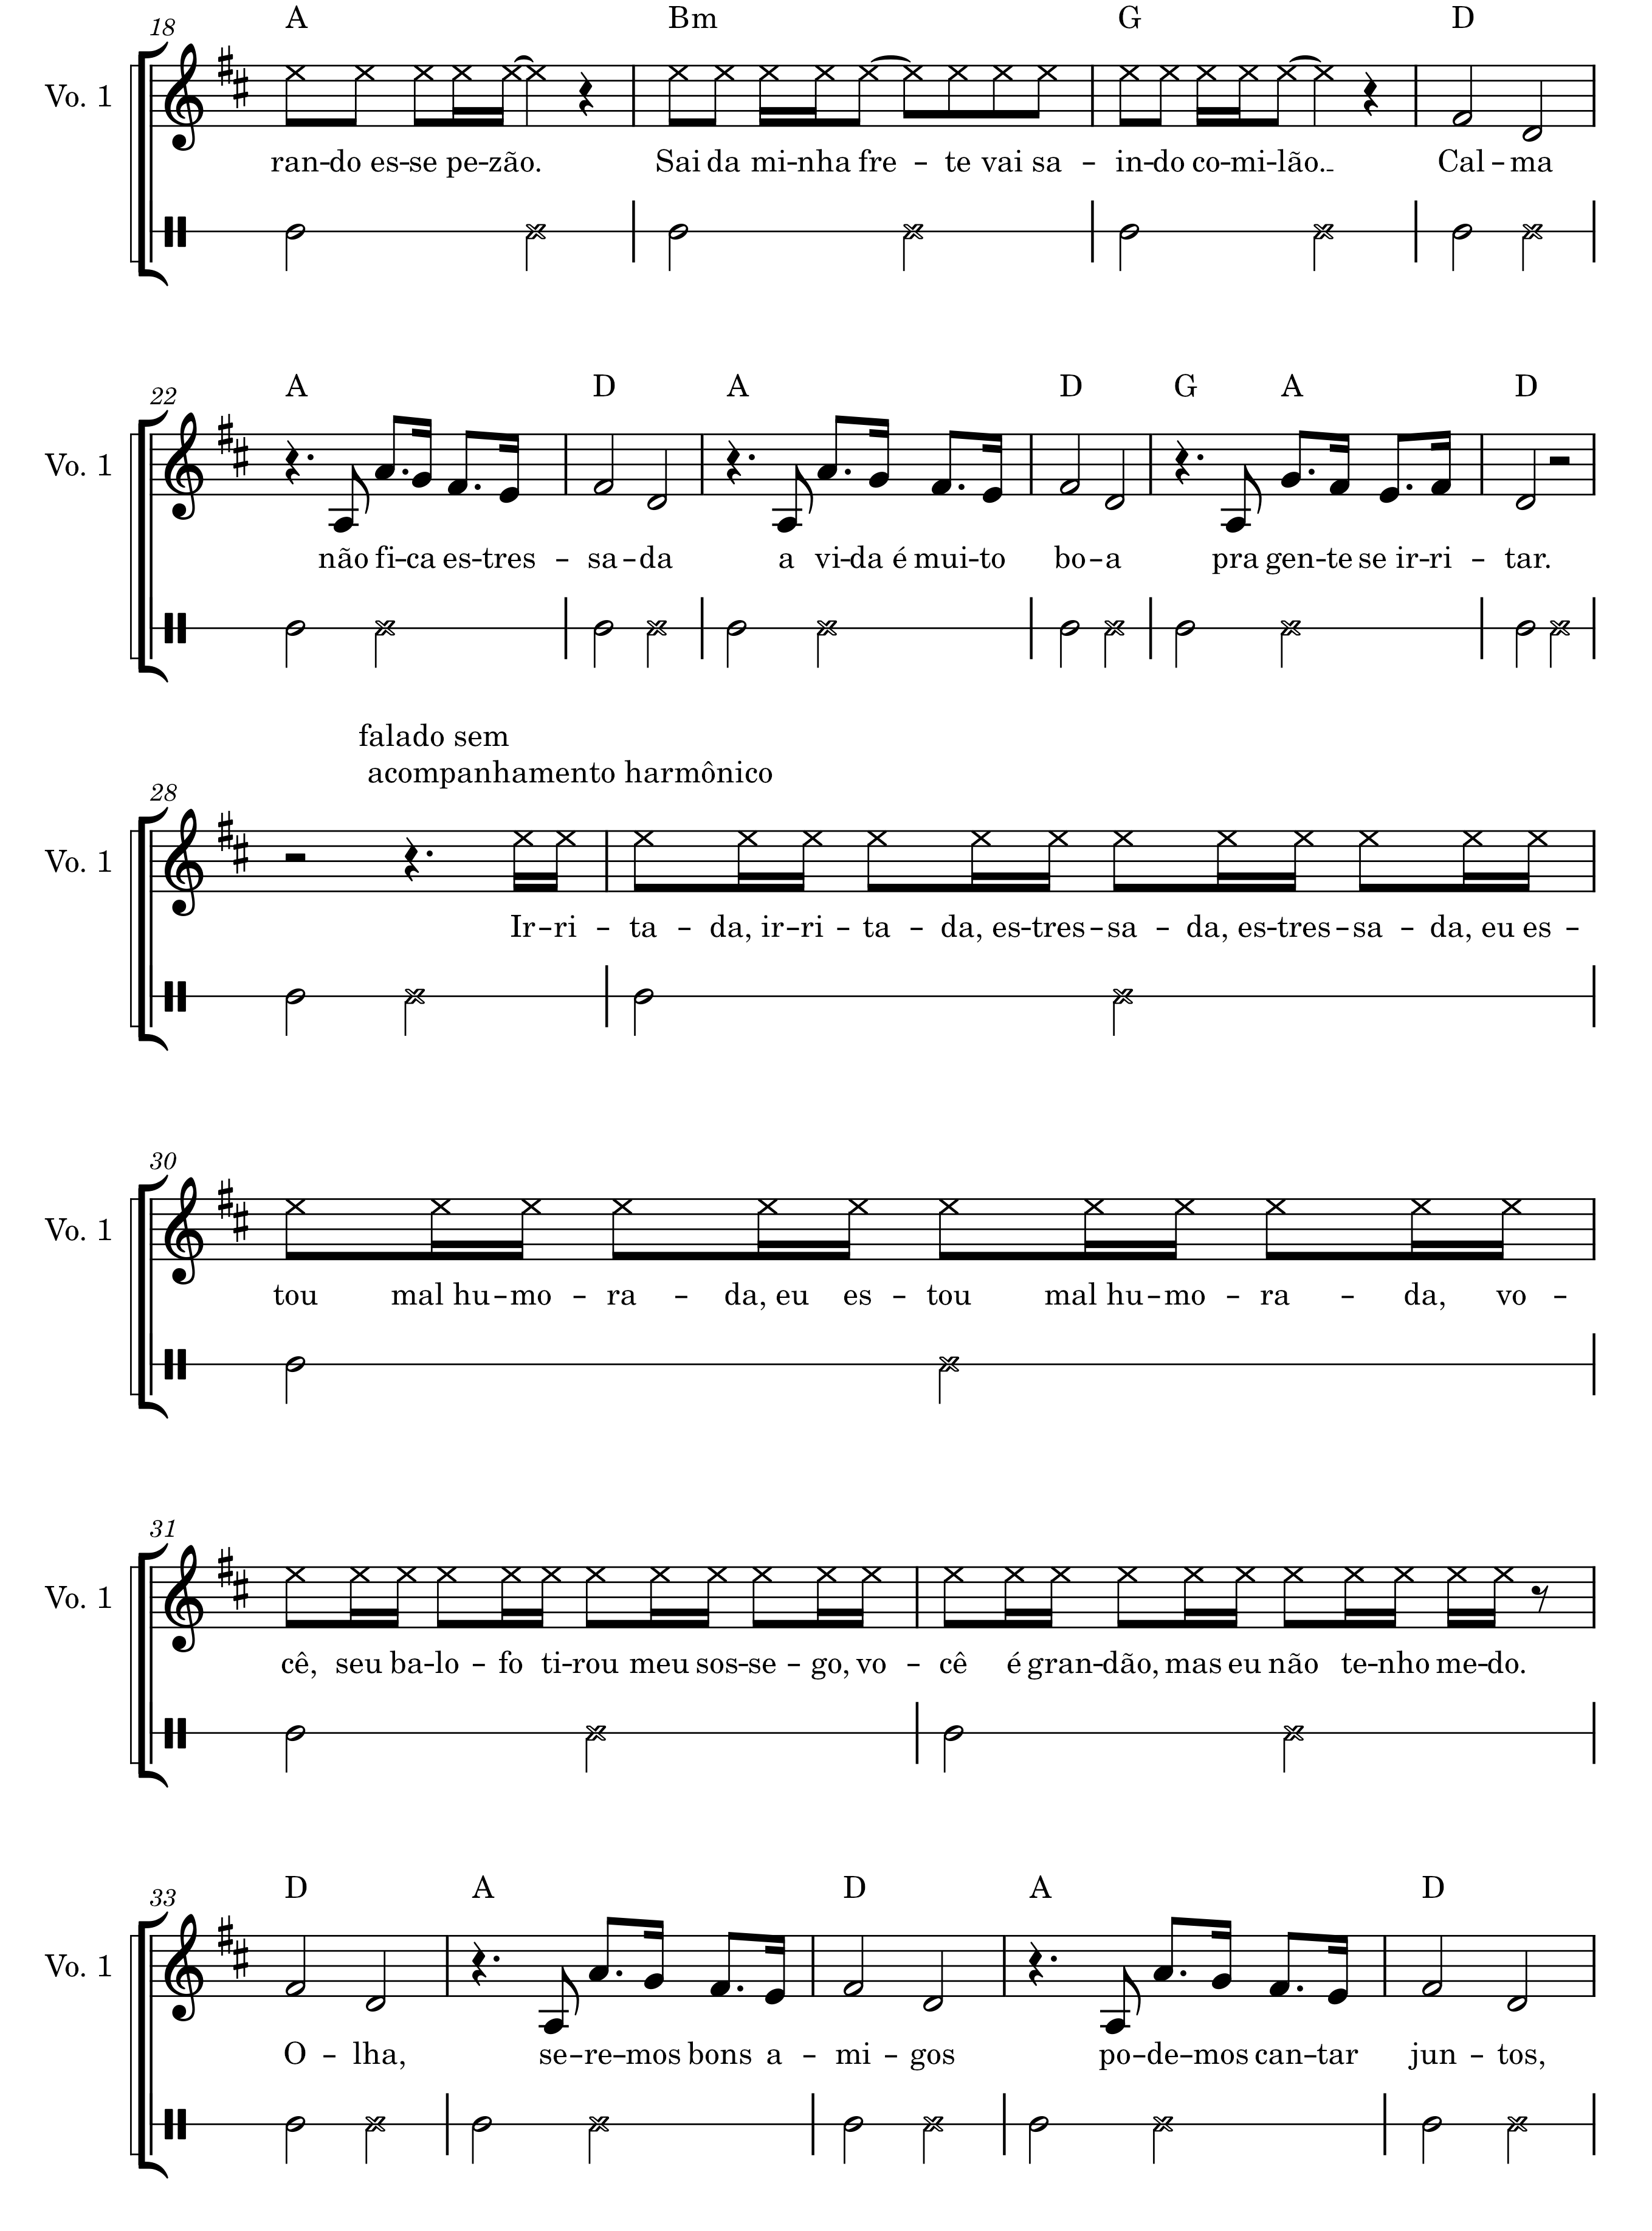 18 A Bm G D
Vo. 1
ran -- do es -- se pe -- zão. Sai da mi -- nha fre -- te vai sa -- in -- do co -- mi -- lão. _ Cal -- ma
22 A D A D G A D
Vo. 1
não fi -- ca es -- tres -- sa -- da a vi -- da é mui -- to bo -- a pra gen -- te se ir -- ri -- tar.
falado sem
acompanhamento harmônico
28
Vo. 1
Ir -- ri -- ta -- da, ir -- ri -- ta -- da, es -- tres -- sa -- da, es -- tres -- sa -- da, eu es --
30
Vo. 1
tou mal hu -- mo -- ra -- da, eu es -- tou mal hu -- mo -- ra -- da, vo --
31
Vo. 1
cê, seu ba -- lo -- fo ti -- rou meu sos -- se -- go, vo -- cê é gran -- dão, mas eu não te -- nho me -- do.
33 D A D A D
Vo. 1
O -- lha, se -- re -- mos bons a -- mi -- gos po -- de -- mos can -- tar jun -- tos,